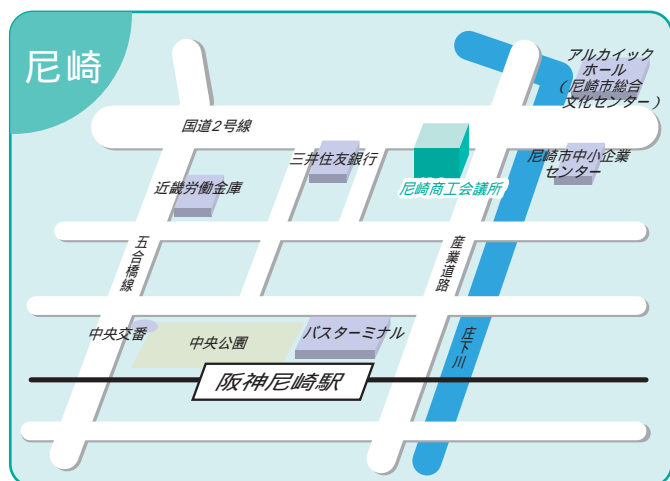 尼崎
アルカイック
ホール
(尼崎市総合
文化センター)
国道2号線
三井住友銀行
尼崎市中小企業
センター
近畿労働金庫
尼崎商工会議所
五合橋線
産業道路
中央交番
中央公園
バスターミナル
庄下川
阪神尼崎駅